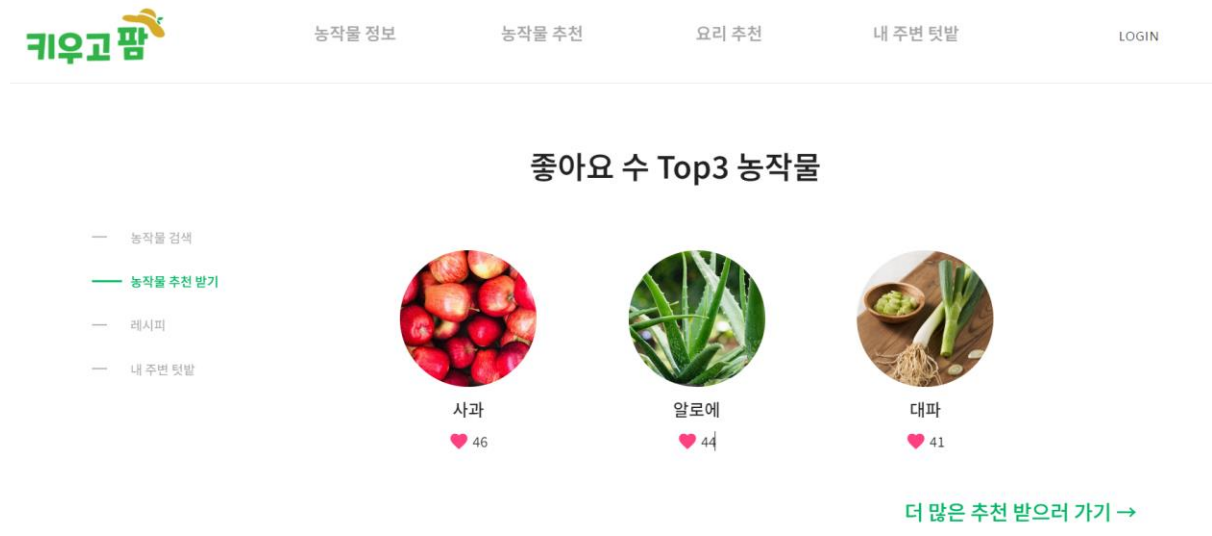 키우고팜
농작물 정보
농작물 추천
요리 추천
내 주변 텃밭
LOGIN
좋아요 수 Top3 농작물
농작물 검색
농작물 추천 받기
레시피
내 주변 텃밭
사과
알로에
대파
46
44
41
더 많은 추천 받으러 가기 →